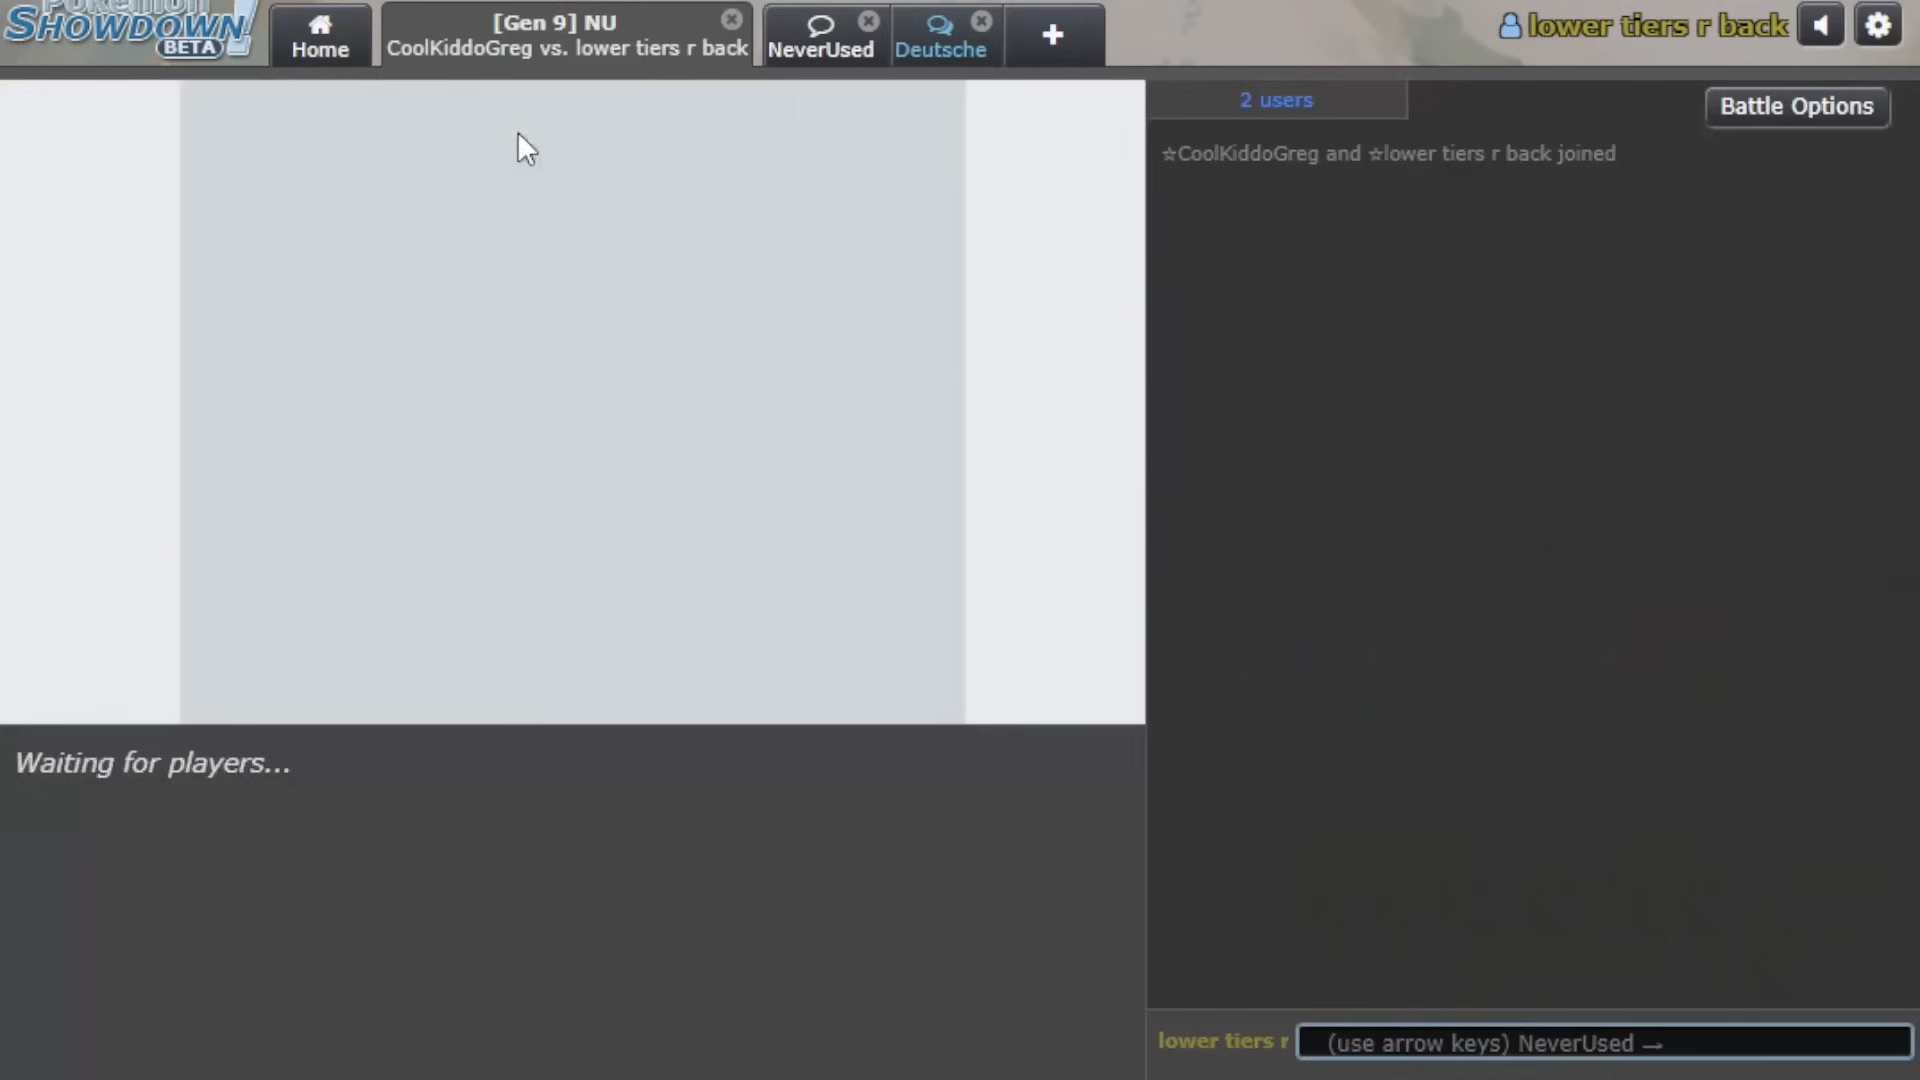 Pokémon
SHOWDOWN!
BETA
Home
[Gen 9] NU
CoolKiddoGreg vs. lower tiers r back
NeverUsed
Deutsche
lower tiers r back
2 users
Battle Options
☆CoolKiddoGreg and ☆lower tiers r back joined
Waiting for players...
lower tiers r
(use arrow keys) NeverUsed →